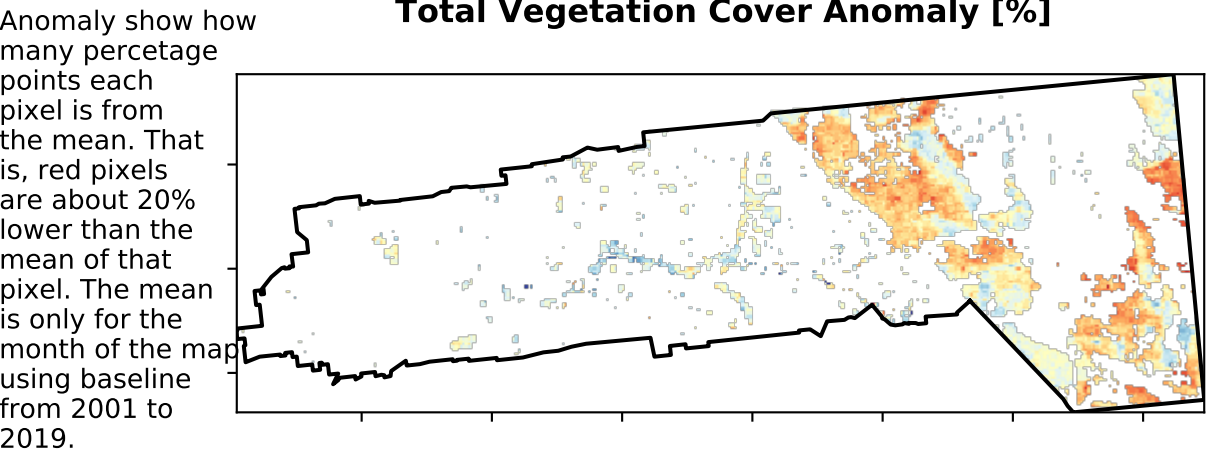 Total Vegetation Cover Anomaly [%]
Anomaly show how
many percetage
points each
pixel is from
the mean. That
is, red pixels
are about 20%
lower than the
mean of that
pixel. The mean
is only for the
month of the map
using baseline
from 2001 to
2019.